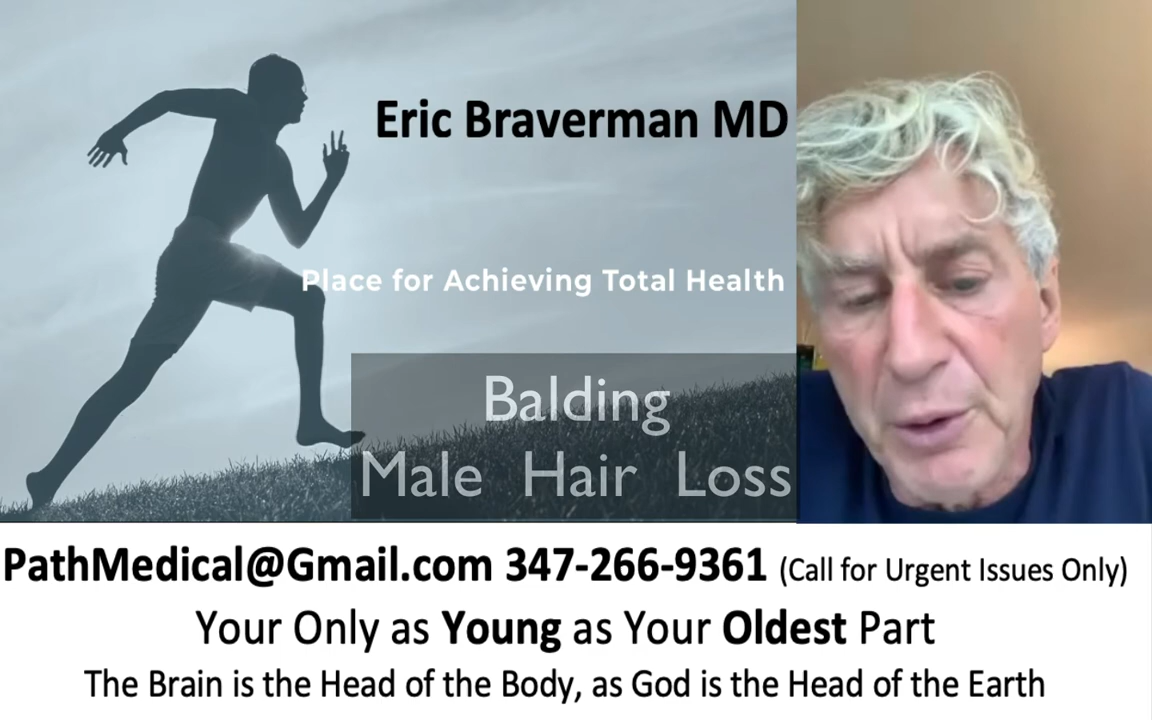 Eric Braverman MD
Place for Achieving Total Health
Balding
Male Hair Loss
PathMedical@Gmail.com 347-266-9361 (Call for Urgent Issues Only)
Your Only as Young as Your Oldest Part
The Brain is the Head of the Body, as God is the Head of the Earth